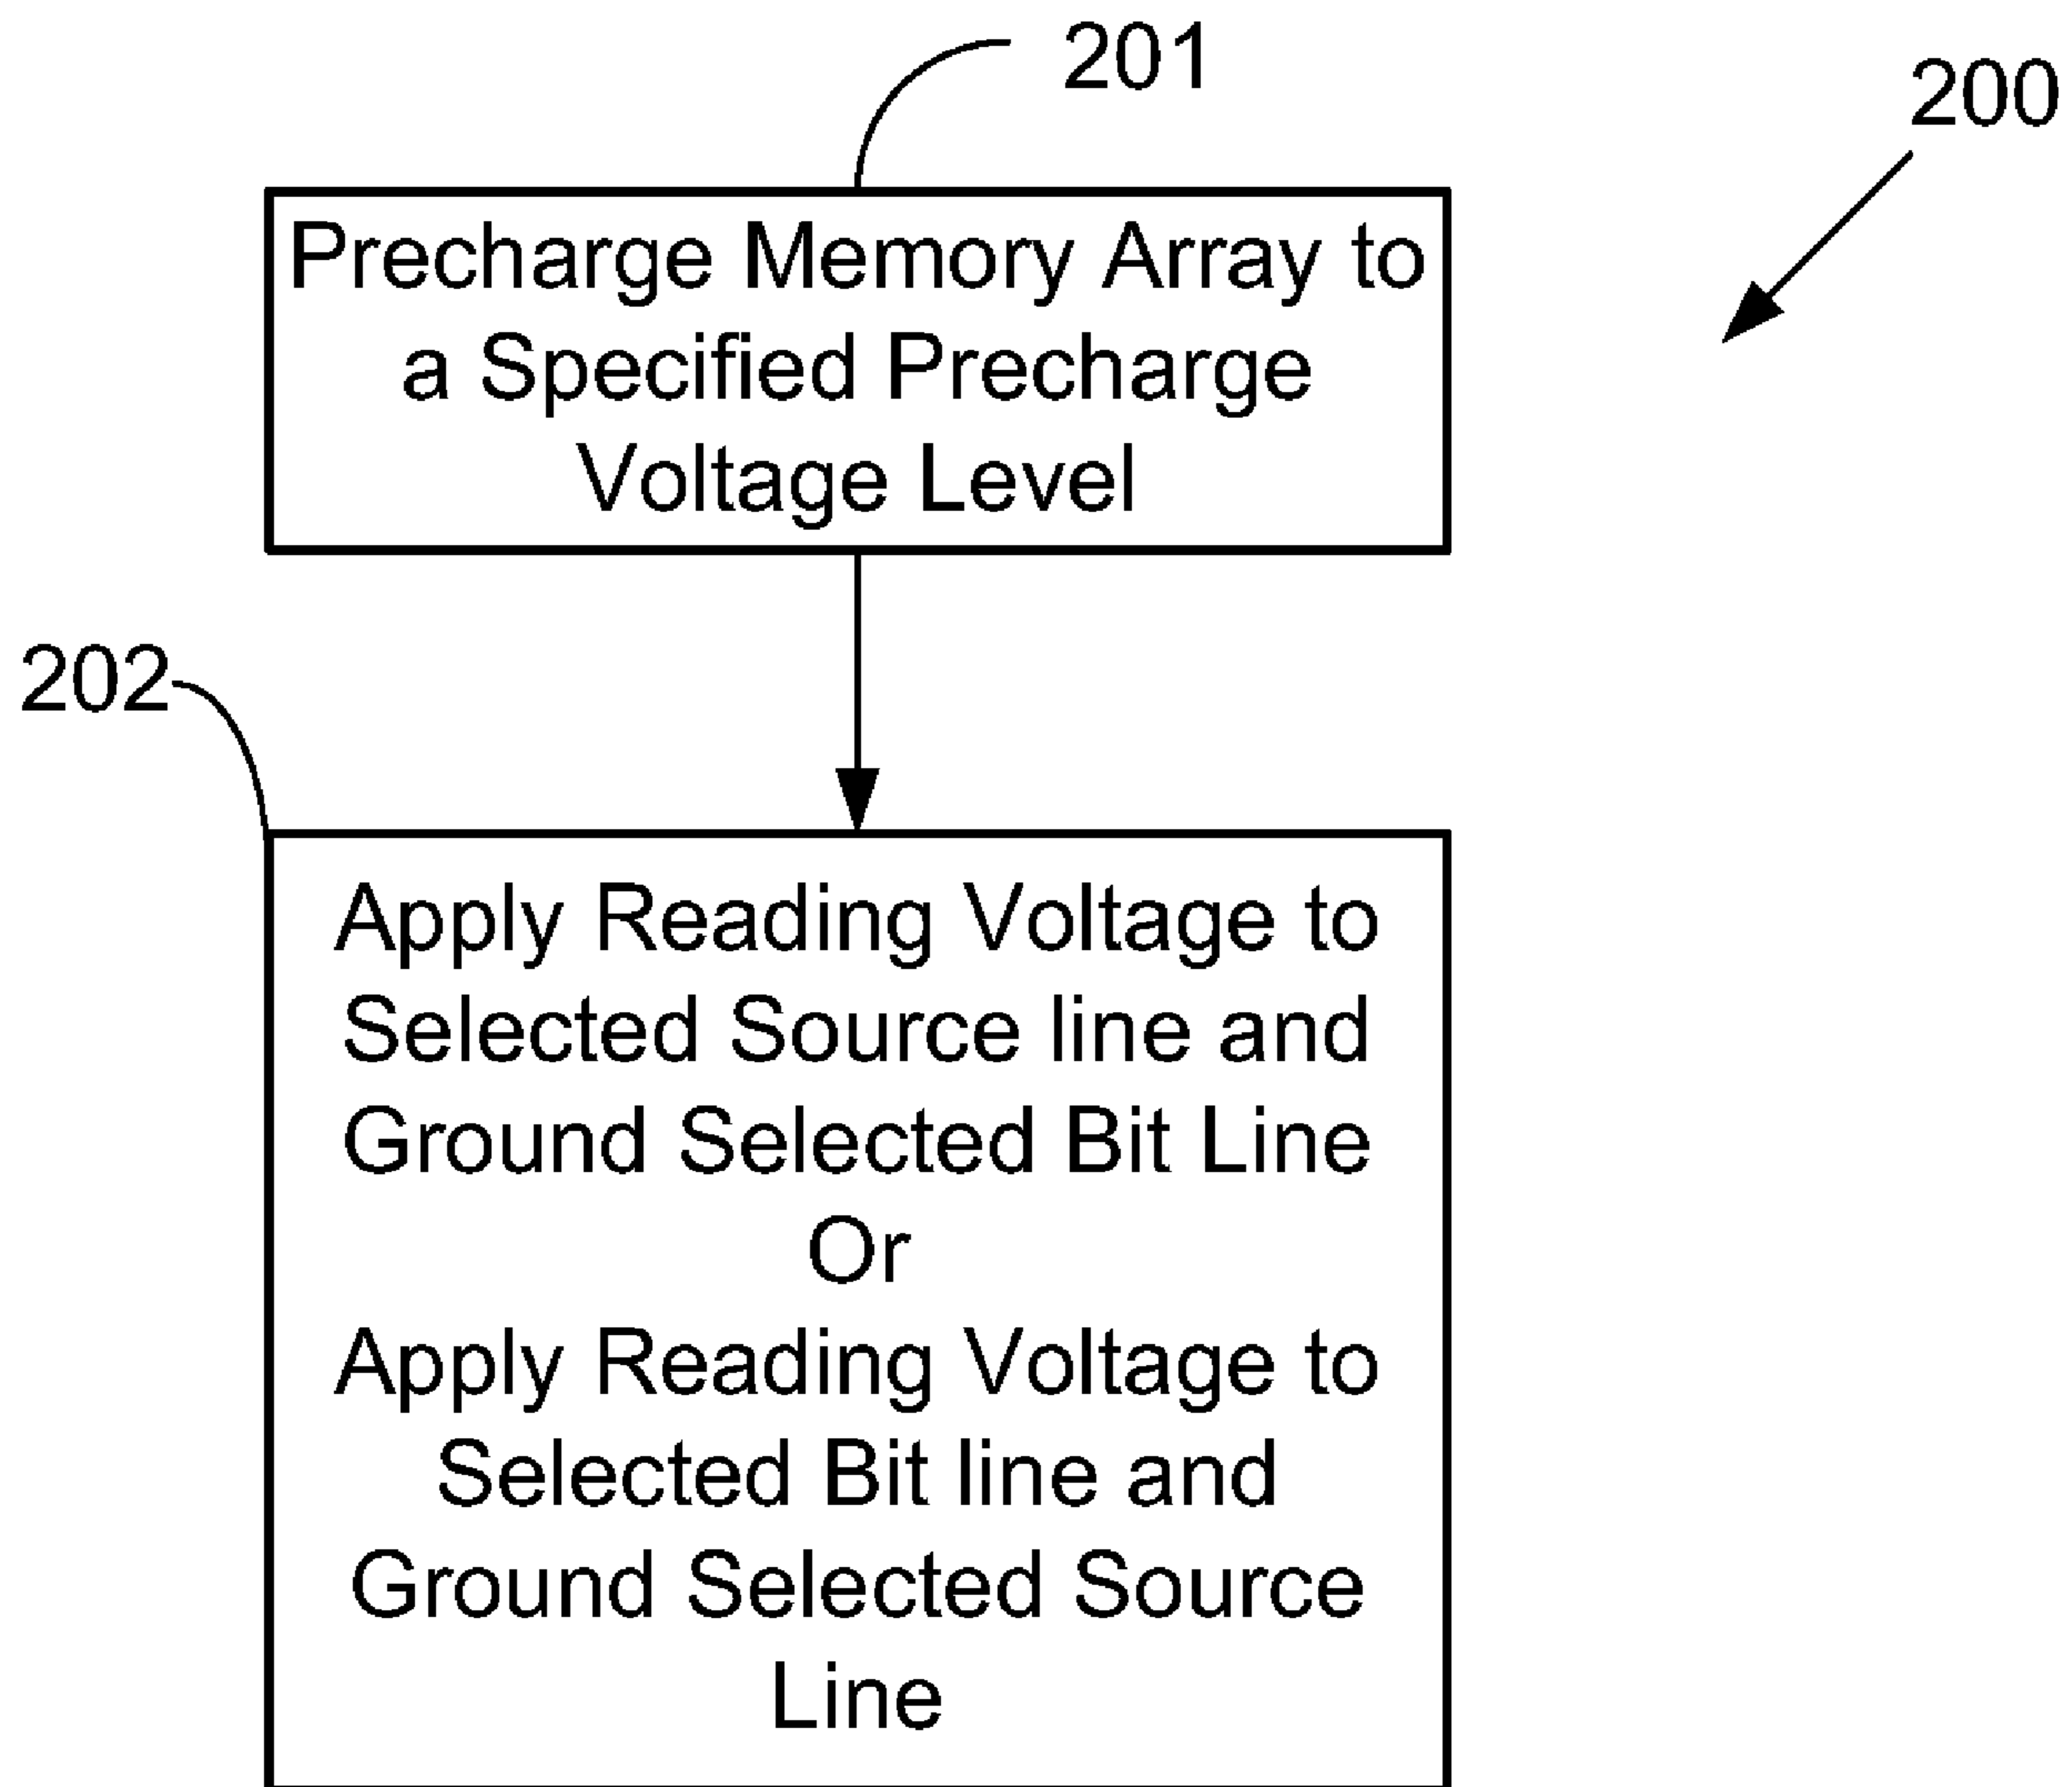 201
200
Precharge Memory Array to
a Specified Precharge
Voltage Level
202
Apply Reading Voltage to
Selected Source line and
Ground Selected Bit Line
Or
Apply Reading Voltage to
Selected Bit line and
Ground Selected Source
Line